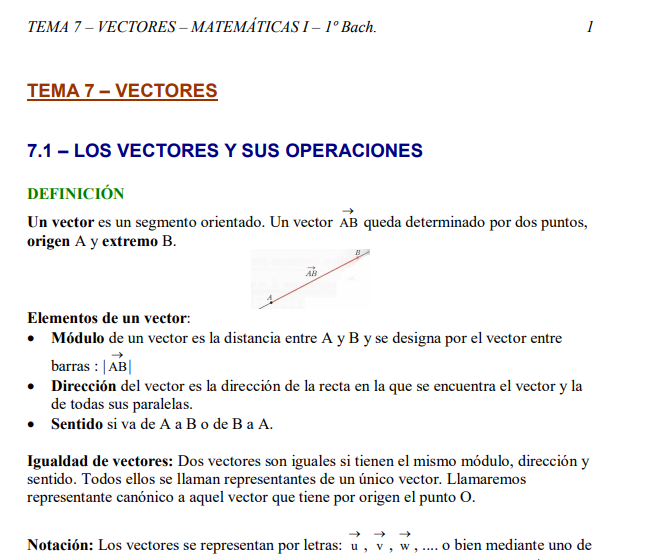 TEMA 7 – VECTORES – MATEMÁTICAS I – 1º Bach. 1
TEMA 7 – VECTORES
7.1 – LOS VECTORES Y SUS OPERACIONES
DEFINICIÓN
Un vector es un segmento orientado. Un vector AB queda determinado por dos puntos,
origen A y extremo B.
B
AB
A
Elementos de un vector:
• Módulo de un vector es la distancia entre A y B y se designa por el vector entre
barras : |AB|
• Dirección del vector es la dirección de la recta en la que se encuentra el vector y la
de todas sus paralelas.
• Sentido si va de A a B o de B a A.
Igualdad de vectores: Dos vectores son iguales si tienen el mismo módulo, dirección y
sentido. Todos ellos se llaman representantes de un único vector. Llamaremos
representante canónico a aquel vector que tiene por origen el punto O.
Notación: Los vectores se representan por letras: u , v , w , .... o bien mediante uno de